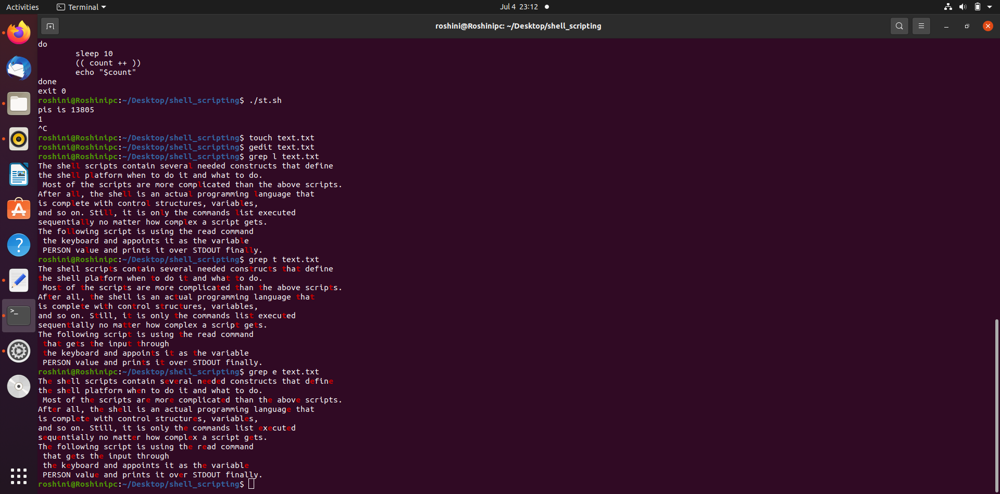 Activities
Terminal
Jul 4 23:12
roshini@Roshinipc: ~/Desktop/shell_scripting
do
        sleep 10
        (( count ++ ))
        echo "$count"
done
exit 0
roshini@Roshinipc:~/Desktop/shell_scripting$ ./st.sh
pis is 13805
1
^C
roshini@Roshinipc:~/Desktop/shell_scripting$ touch text.txt
roshini@Roshinipc:~/Desktop/shell_scripting$ gedit text.txt
roshini@Roshinipc:~/Desktop/shell_scripting$ grep l text.txt
The shell scripts contain several needed constructs that define
the shell platform when to do it and what to do.
 Most of the scripts are more complicated than the above scripts.
After all, the shell is an actual programming language that
is complete with control structures, variables,
and so on. Still, it is only the commands list executed
sequentially no matter how complex a script gets.
The following script is using the read command
 the keyboard and appoints it as the variable
 PERSON value and prints it over STDOUT finally.
roshini@Roshinipc:~/Desktop/shell_scripting$ grep t text.txt
The shell scripts contain several needed constructs that define
the shell platform when to do it and what to do.
 Most of the scripts are more complicated than the above scripts.
After all, the shell is an actual programming language that
is complete with control structures, variables,
and so on. Still, it is only the commands list executed
sequentially no matter how complex a script gets.
The following script is using the read command
 that gets the input through
 the keyboard and appoints it as the variable
 PERSON value and prints it over STDOUT finally.
roshini@Roshinipc:~/Desktop/shell_scripting$ grep e text.txt
The shell scripts contain several needed constructs that define
the shell platform when to do it and what to do.
 Most of the scripts are more complicated than the above scripts.
After all, the shell is an actual programming language that
is complete with control structures, variables,
and so on. Still, it is only the commands list executed
sequentially no matter how complex a script gets.
The following script is using the read command
 that gets the input through
 the keyboard and appoints it as the variable
 PERSON value and prints it over STDOUT finally.
roshini@Roshinipc:~/Desktop/shell_scripting$